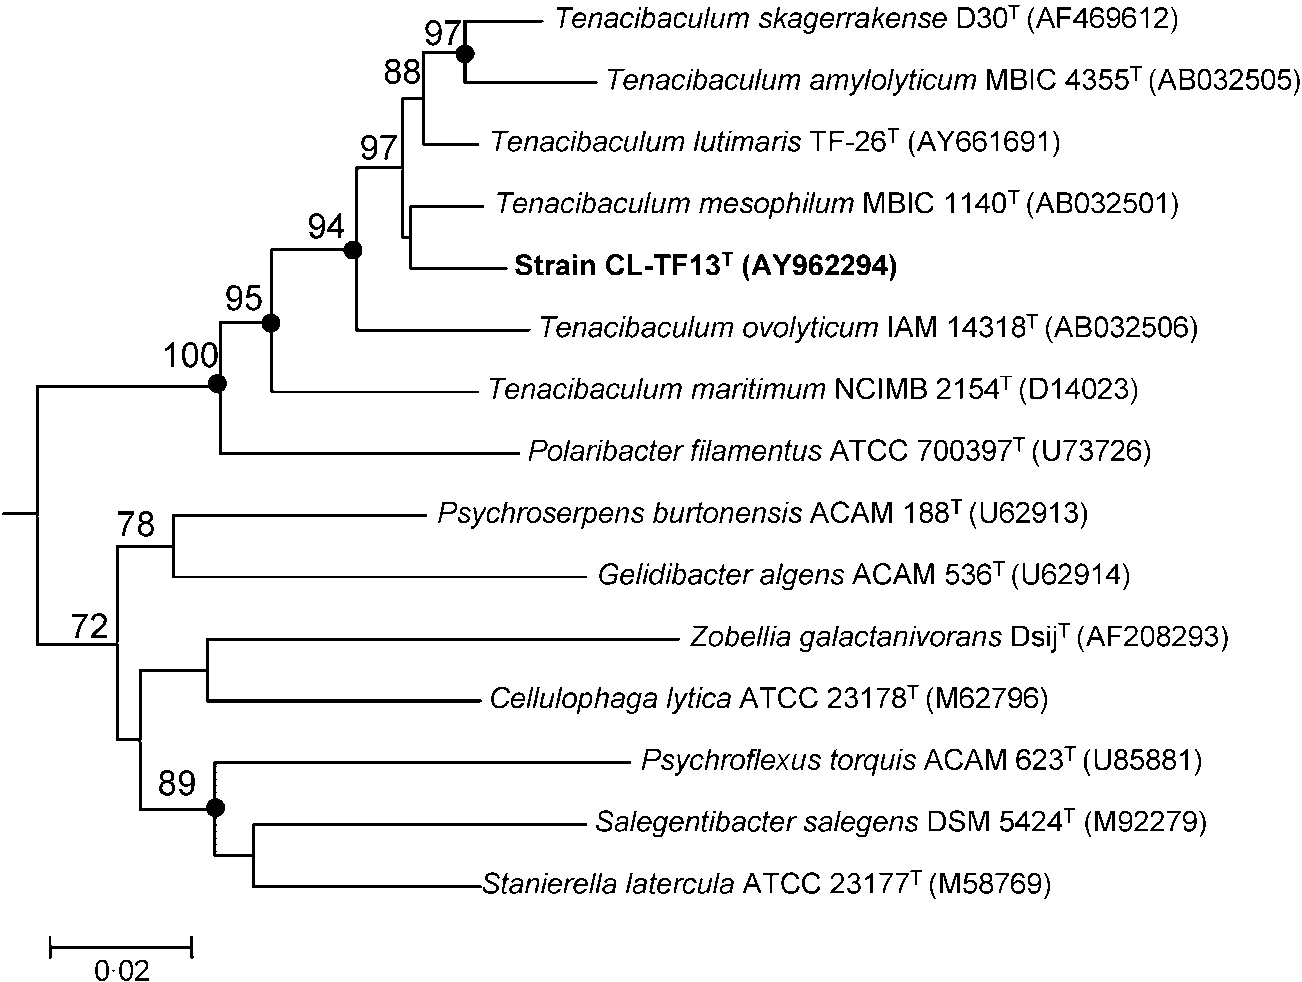 97 Tenacibaculum skagerrakense D30ᵀ (AF469612)
88 Tenacibaculum amylolyticum MBIC 4355ᵀ (AB032505)
97 Tenacibaculum lutimaris TF-26ᵀ (AY661691)
Tenacibaculum mesophilum MBIC 1140ᵀ (AB032501)
94 Strain CL-TF13ᵀ (AY962294)
95 Tenacibaculum ovolyticum IAM 14318ᵀ (AB032506)
100 Tenacibaculum maritimum NCIMB 2154ᵀ (D14023)
Polaribacter filamentus ATCC 700397ᵀ (U73726)
78 Psychroserpens burtonensis ACAM 188ᵀ (U62913)
Gelidibacter algens ACAM 536ᵀ (U62914)
72 Zobellia galactanivorans Dsijᵀ (AF208293)
Cellulophaga lytica ATCC 23178ᵀ (M62796)
89 Psychroflexus torquis ACAM 623ᵀ (U85881)
Salegentibacter salegens DSM 5424ᵀ (M92279)
Stanierella latercula ATCC 23177ᵀ (M58769)
0·02